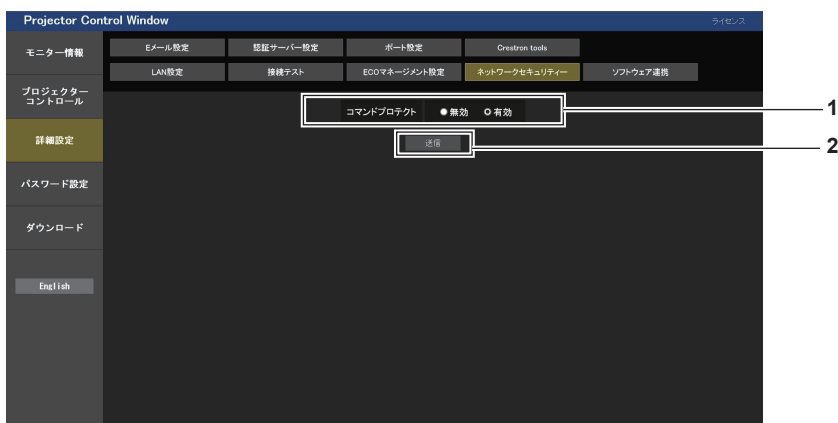 Projector Control Window
ライセンス
モニター情報
プロジェクター
コントロール
詳細設定
パスワード設定
ダウンロード
English
Eメール設定
認証サーバー設定
ポート設定
Crestron tools
LAN設定
接続テスト
ECOマネージメント設定
ネットワークセキュリティー
ソフトウェア連携
コマンドプロテクト 無効 有効
1
送信
2